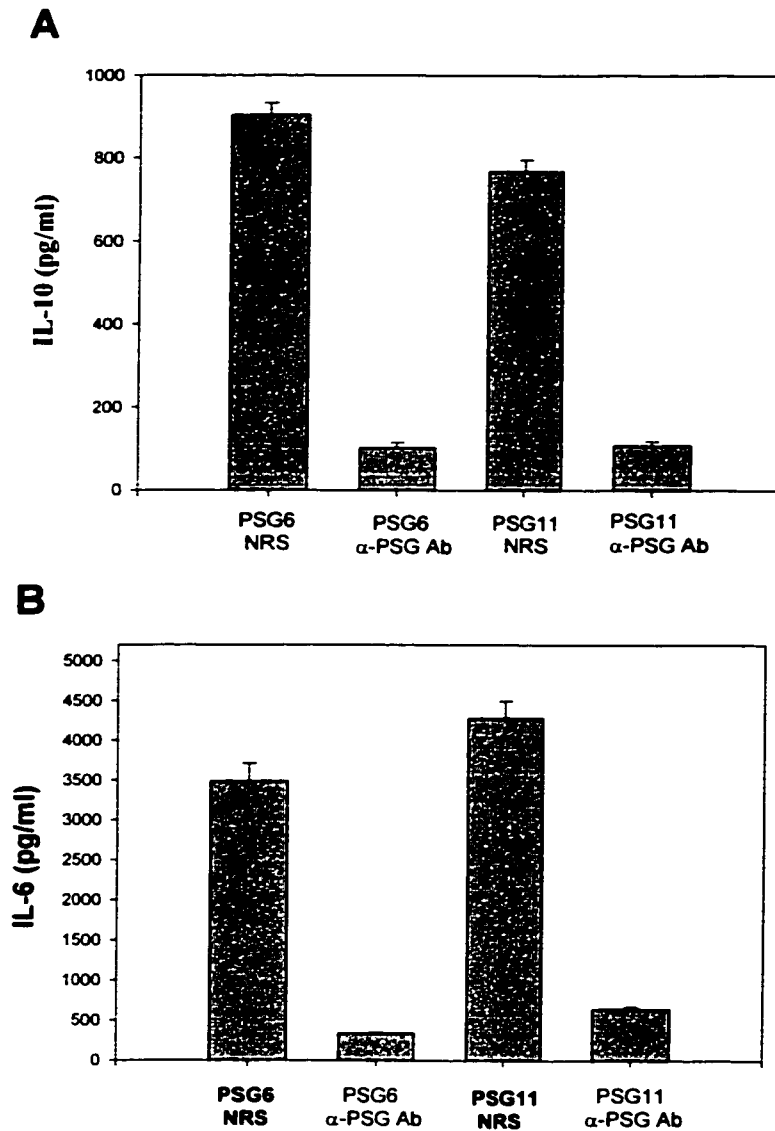 A
1000
800
600
400
200
0
IL-10 (pg/ml)
PSG6 PSG6 PSG11 PSG11
NRS α-PSG Ab NRS α-PSG Ab
B
5000
4500
4000
3500
3000
2500
2000
1500
1000
500
0
IL-6 (pg/ml)
PSG6 PSG6 PSG11 PSG11
NRS α-PSG Ab NRS α-PSG Ab